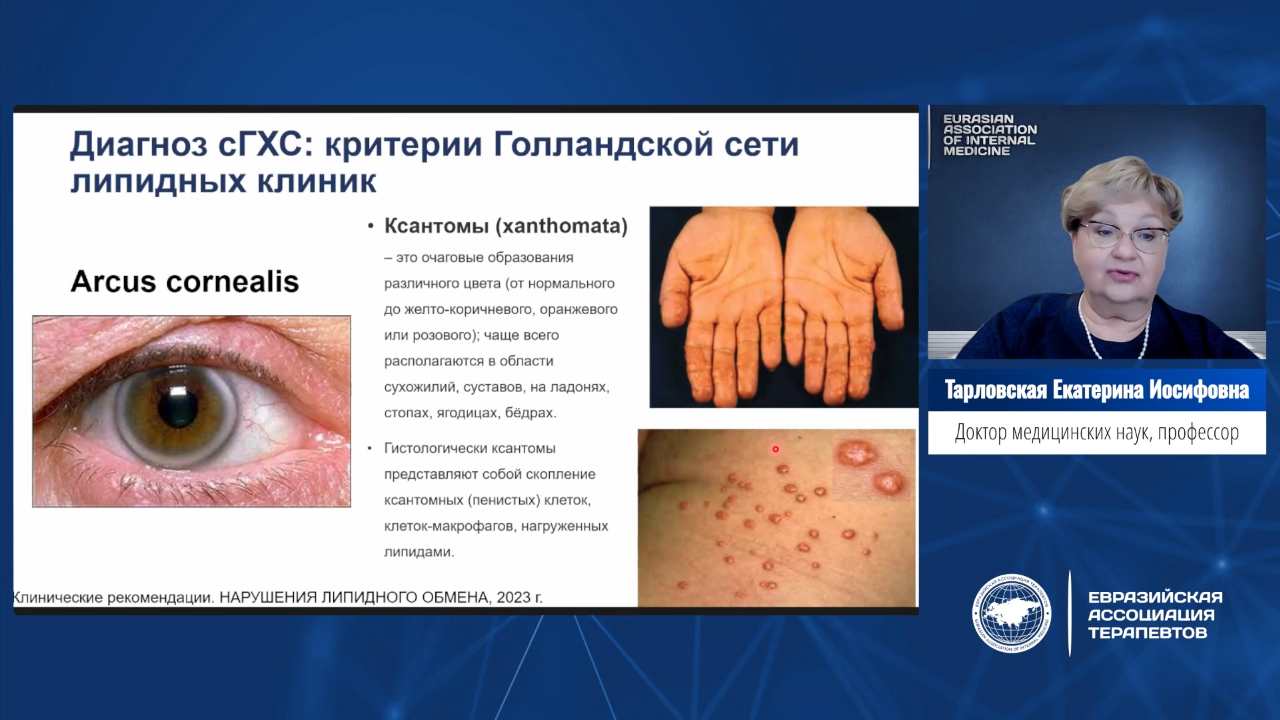 Диагноз сГХС: критерии Голландской сети
липидных клиник
Arcus cornealis
• Ксантомы (xanthomata)
– это очаговые образования
различного цвета (от нормального
до желто-коричневого, оранжевого
или розового); чаще всего
располагаются в области
сухожилий, суставов, на ладонях,
стопах, ягодицах, бёдрах.
• Гистологически ксантомы
представляют собой скопление
ксантомных (пенистых) клеток,
клеток-макрофагов, нагруженных
липидами.
Клинические рекомендации. НАРУШЕНИЯ ЛИПИДНОГО ОБМЕНА, 2023 г.
EURASIAN
ASSOCIATION
OF INTERNAL
MEDICINE
Тарловская Екатерина Иосифовна
Доктор медицинских наук, профессор
ЕВРАЗИЙСКАЯ
АССОЦИАЦИЯ
ТЕРАПЕВТОВ